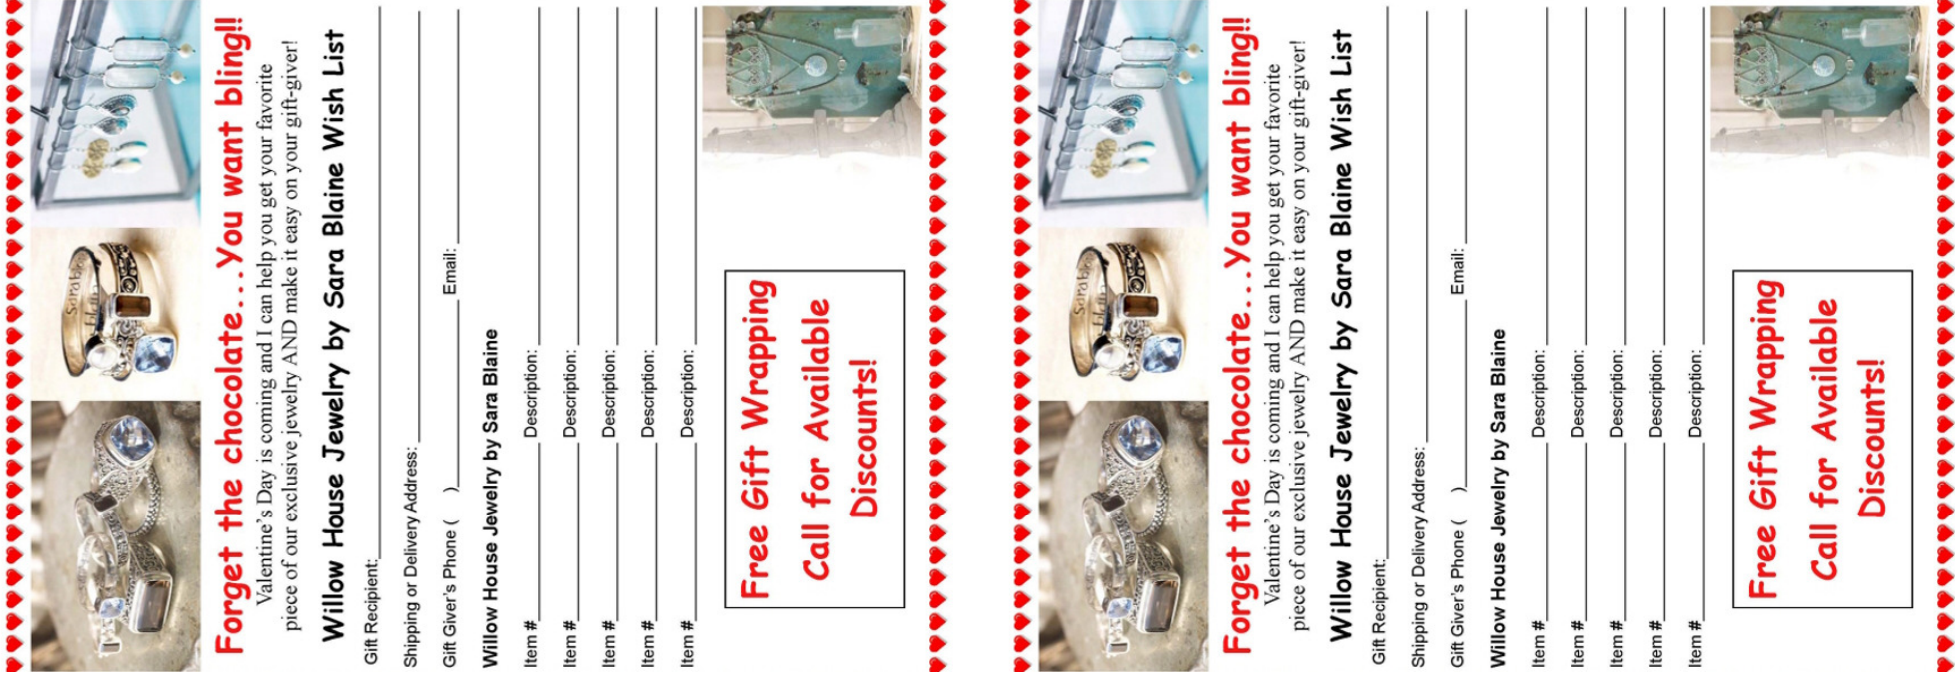 Forget the chocolate...You want bling!!
Valentine's Day is coming and I can help you get your favorite
piece of our exclusive jewelry AND make it easy on your gift-giver!
Willow House Jewelry by Sara Blaine Wish List
Gift Recipient:
Shipping or Delivery Address:
Gift Giver's Phone (      ) Email:
Willow House Jewelry by Sara Blaine
Item # Description:
Item # Description:
Item # Description:
Item # Description:
Item # Description:
Free Gift Wrapping
Call for Available
Discounts!
Forget the chocolate...You want bling!!
Valentine's Day is coming and I can help you get your favorite
piece of our exclusive jewelry AND make it easy on your gift-giver!
Willow House Jewelry by Sara Blaine Wish List
Gift Recipient:
Shipping or Delivery Address:
Gift Giver's Phone (      ) Email:
Willow House Jewelry by Sara Blaine
Item # Description:
Item # Description:
Item # Description:
Item # Description:
Item # Description:
Free Gift Wrapping
Call for Available
Discounts!